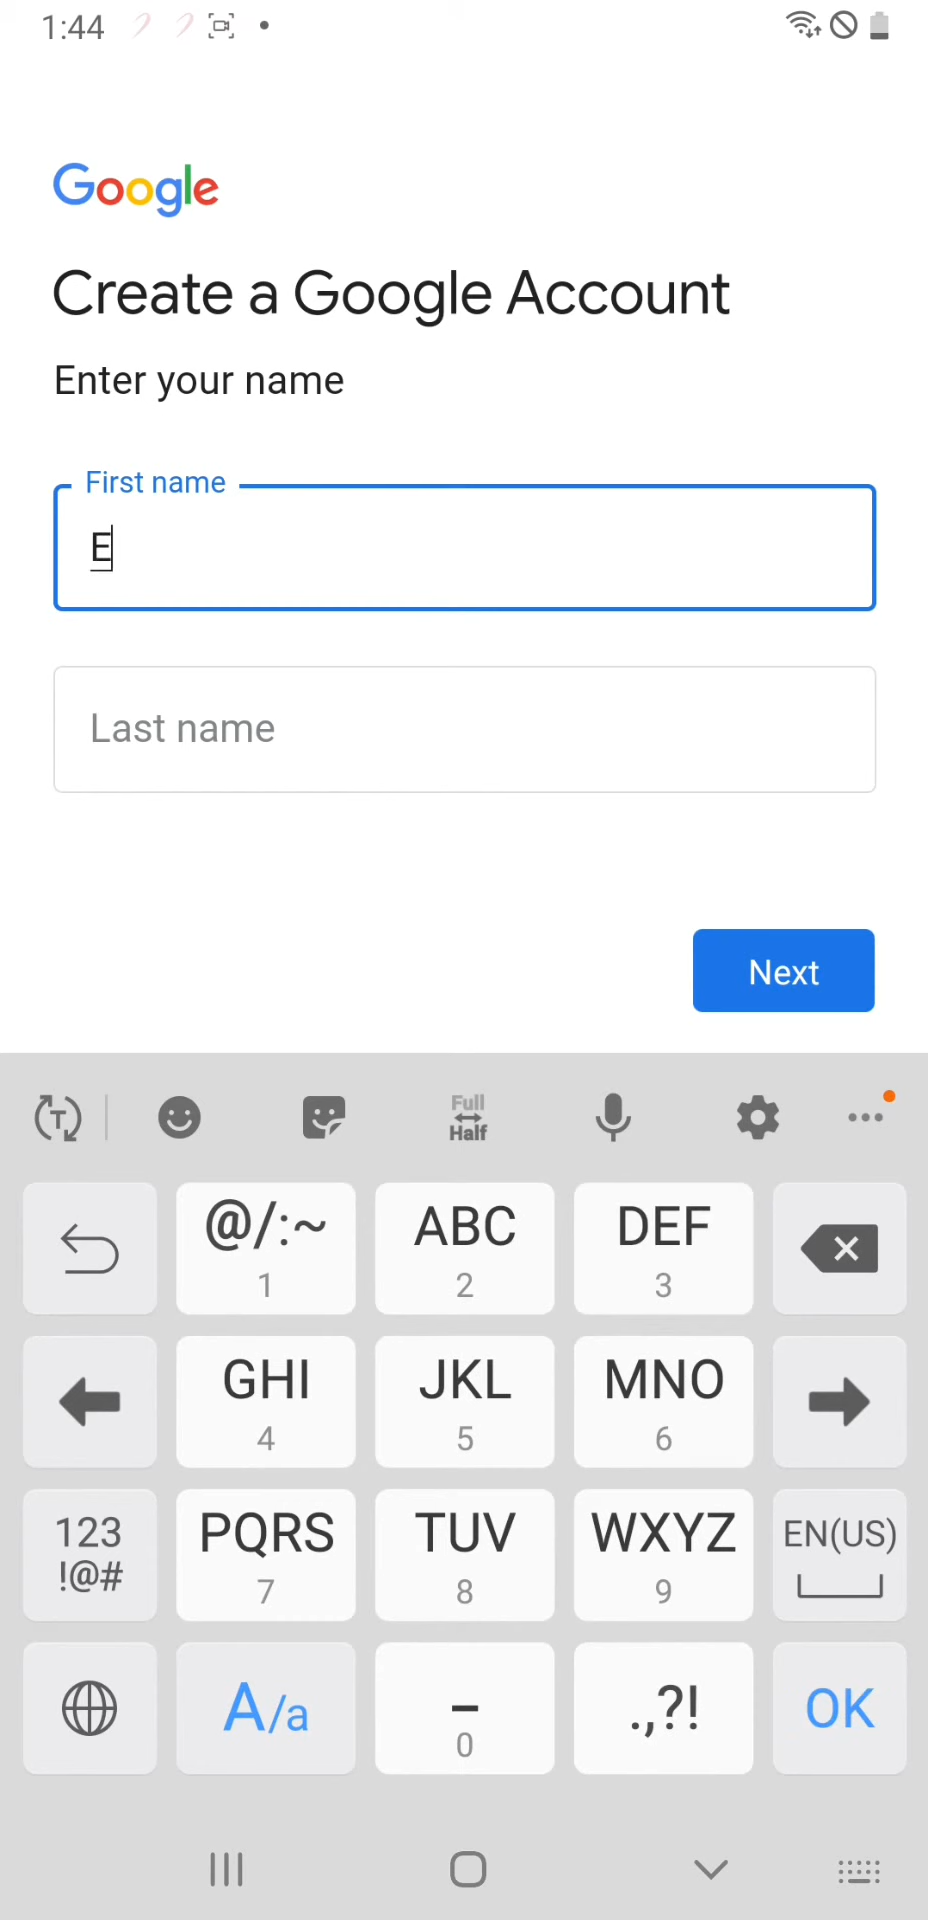 1:44
Google
Create a Google Account
Enter your name
First name
E
Last name
Next
T
Full
Half
@/:~ ABC DEF
1 2 3
GHI JKL MNO
4 5 6
123 PQRS TUV WXYZ EN(US)
!@# 7 8 9
A/a – .,?! OK
0